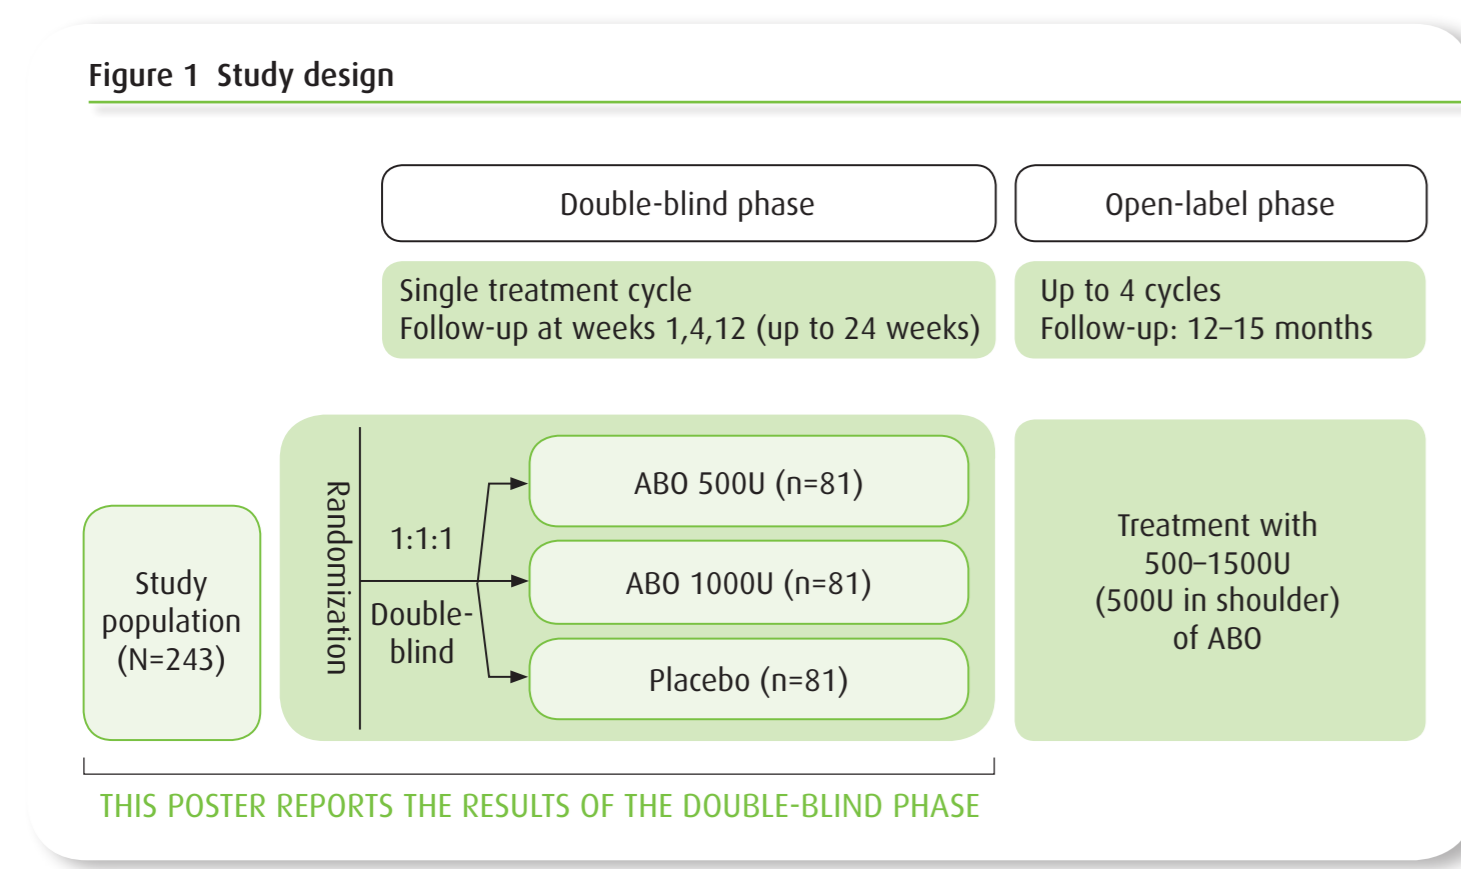 Figure 1 Study design
Double-blind phase
Open-label phase
Single treatment cycle
Follow-up at weeks 1,4,12 (up to 24 weeks)
Up to 4 cycles
Follow-up: 12–15 months
Study
population
(N=243)
Randomization
1:1:1
Double-
blind
ABO 500U (n=81)
ABO 1000U (n=81)
Placebo (n=81)
Treatment with
500–1500U
(500U in shoulder)
of ABO
THIS POSTER REPORTS THE RESULTS OF THE DOUBLE-BLIND PHASE